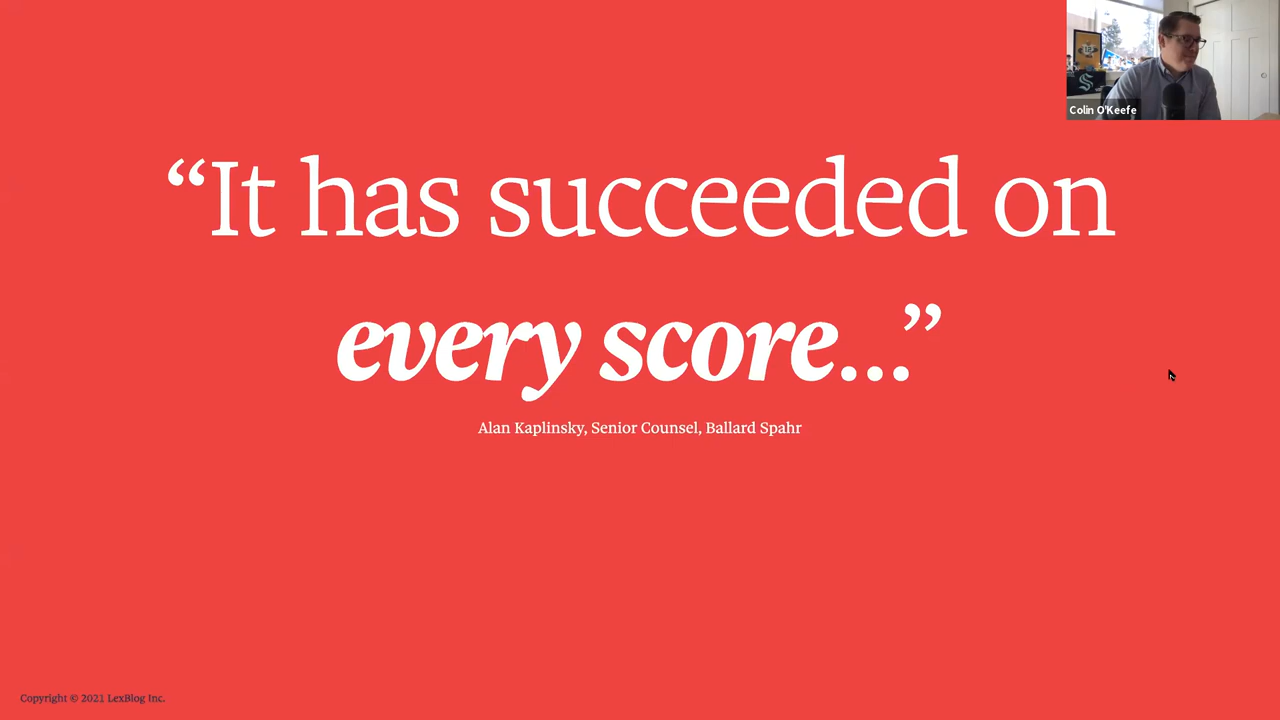 Colin O'Keefe
“It has succeeded on
every score...”
Alan Kaplinsky, Senior Counsel, Ballard Spahr
Copyright © 2021 LexBlog Inc.